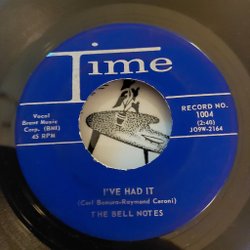 Time
Vocal
Brent Music
Corp. (BMI)
45 RPM
RECORD NO.
1004
(2:40)
JO9W-2164
I'VE HAD IT
(Carl Bonura-Raymond Ceroni)
THE BELL NOTES